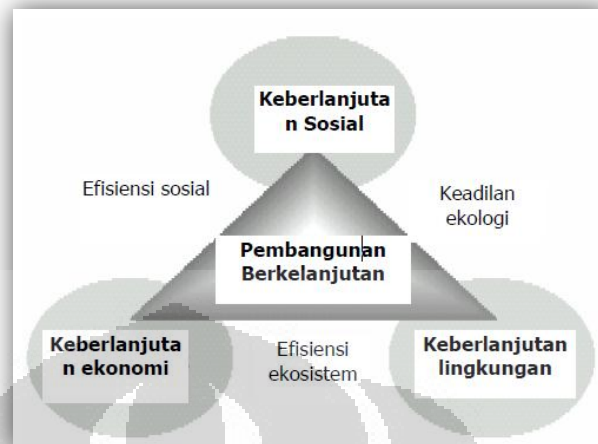 Keberlanjuta
n Sosial
Efisiensi sosial
Keadilan
ekologi
Pembangunan
Berkelanjutan
Keberlanjuta
n ekonomi
Efisiensi
ekosistem
Keberlanjutan
lingkungan